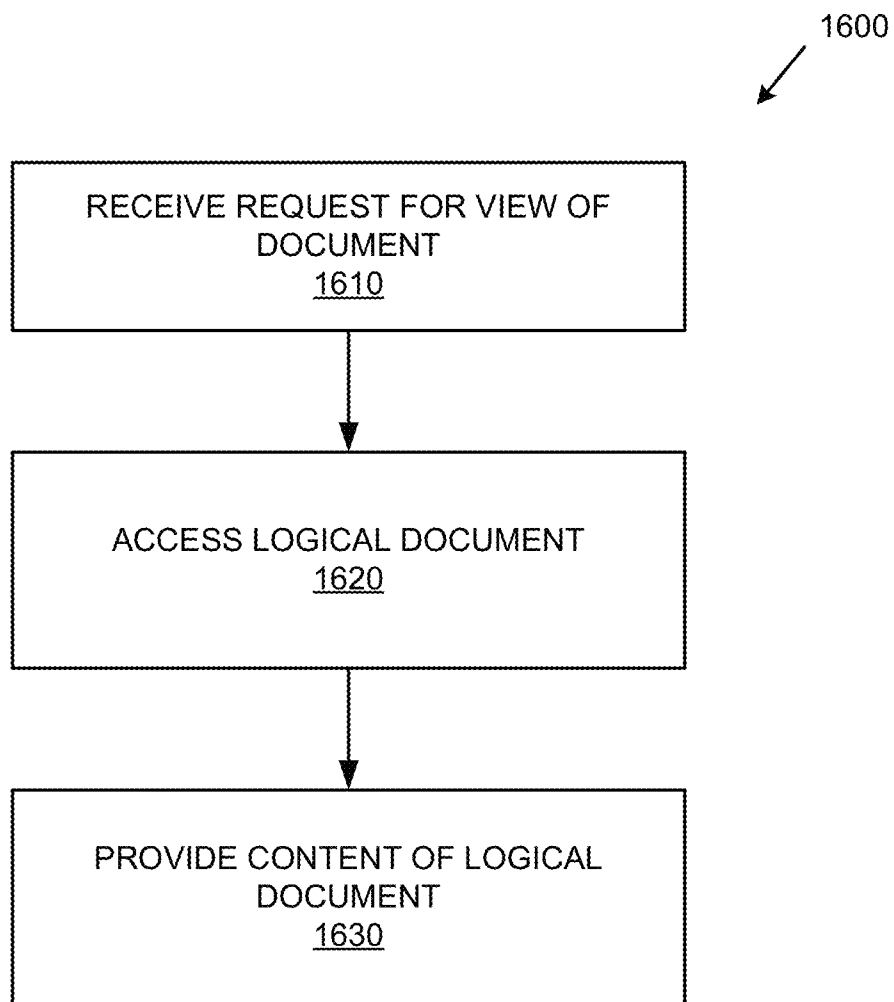 1600
RECEIVE REQUEST FOR VIEW OF
DOCUMENT
1610
ACCESS LOGICAL DOCUMENT
1620
PROVIDE CONTENT OF LOGICAL
DOCUMENT
1630